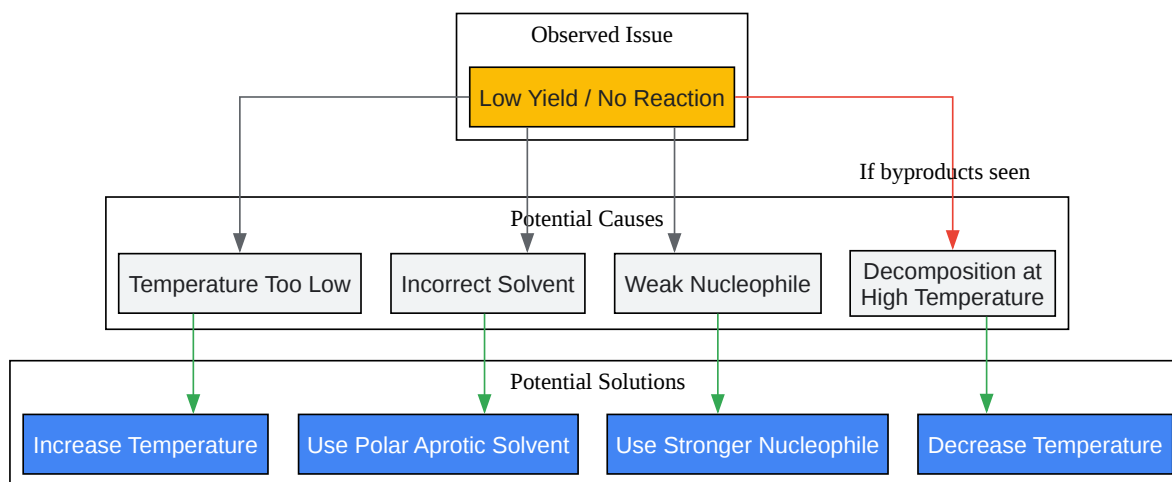 Observed Issue
Low Yield / No Reaction
If byproducts seen
Potential Causes
Temperature Too Low
Incorrect Solvent
Weak Nucleophile
Decomposition at
High Temperature
Potential Solutions
Increase Temperature
Use Polar Aprotic Solvent
Use Stronger Nucleophile
Decrease Temperature